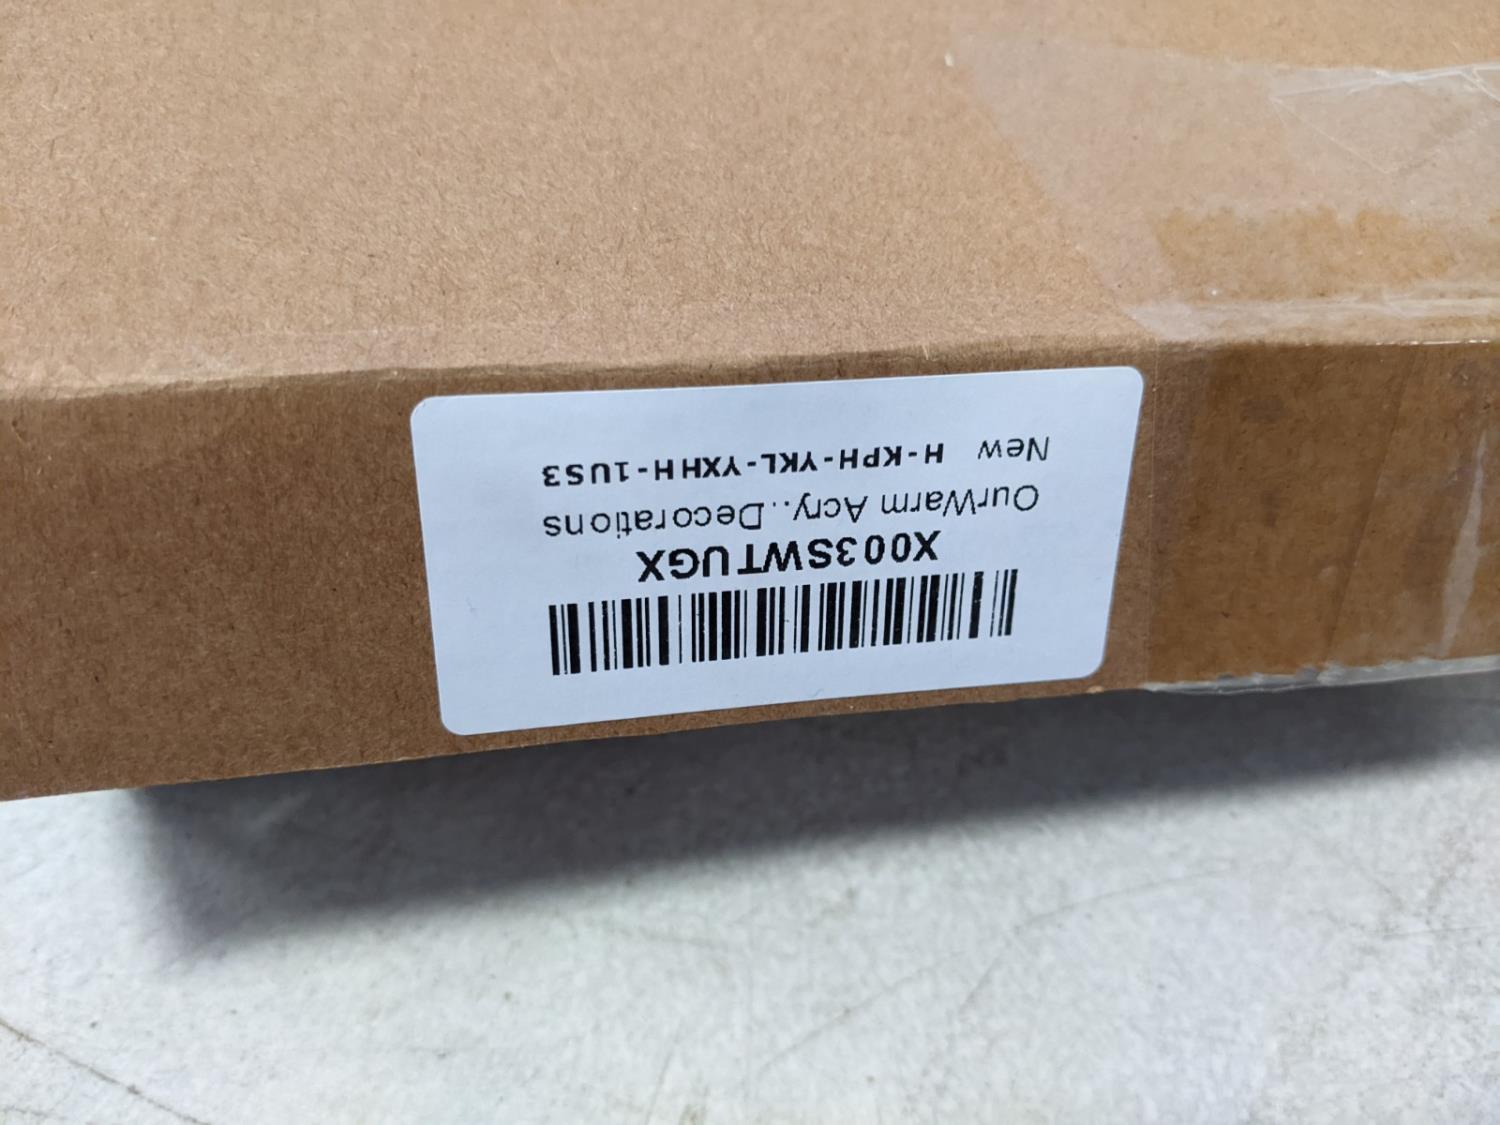 X003SWTUGX
OurWarm Acry...Decorations
New H-KPH-YKL-YXHH-1US3